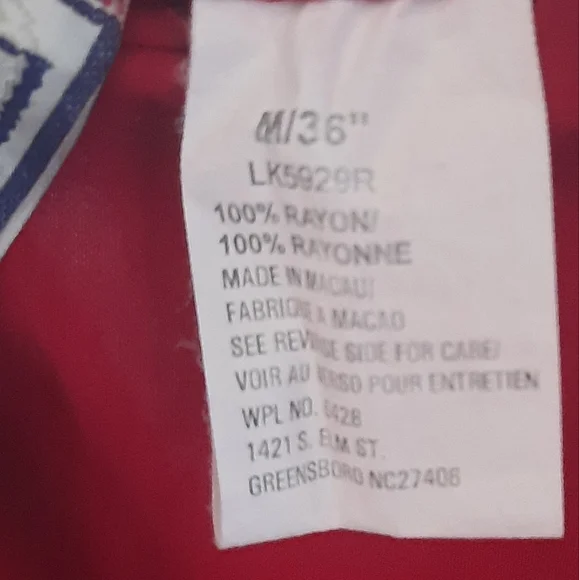 M/36"
LK5929R
100% RAYON/
100% RAYONNE
MADE IN MACAU/
FABRIQUE A MACAO
SEE REVERSE SIDE FOR CARE/
VOIR AU VERSO POUR ENTRETIEN
WPL NO. 6428
1421 S. ELM ST.
GREENSBORO NC27406